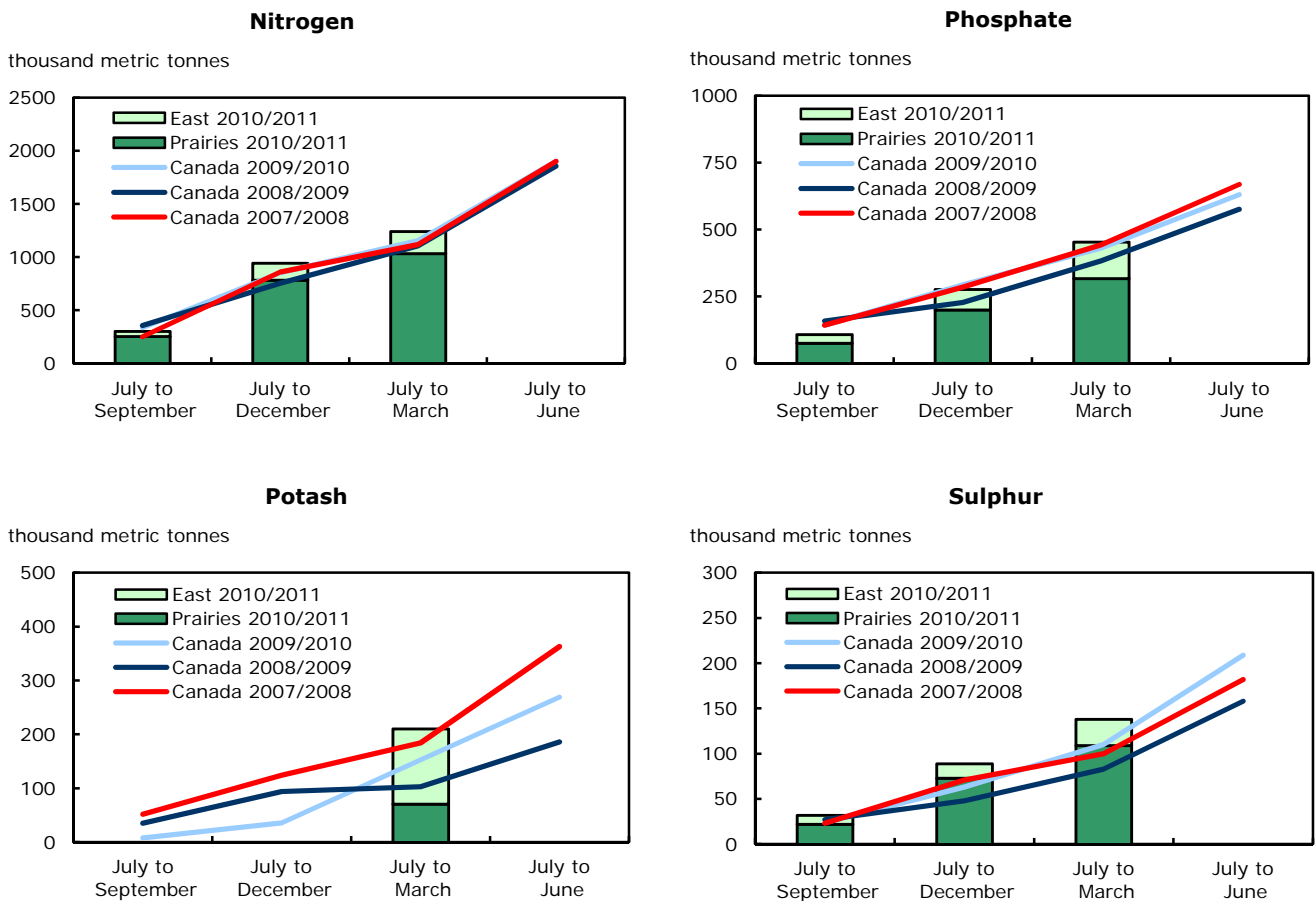 Nitrogen
thousand metric tonnes
2500
2000
1500
1000
500
0
East 2010/2011
Prairies 2010/2011
Canada 2009/2010
Canada 2008/2009
Canada 2007/2008
July to September
July to December
July to March
July to June
Phosphate
thousand metric tonnes
1000
750
500
250
0
East 2010/2011
Prairies 2010/2011
Canada 2009/2010
Canada 2008/2009
Canada 2007/2008
July to September
July to December
July to March
July to June
Potash
thousand metric tonnes
500
400
300
200
100
0
East 2010/2011
Prairies 2010/2011
Canada 2009/2010
Canada 2008/2009
Canada 2007/2008
July to September
July to December
July to March
July to June
Sulphur
thousand metric tonnes
300
250
200
150
100
50
0
East 2010/2011
Prairies 2010/2011
Canada 2009/2010
Canada 2008/2009
Canada 2007/2008
July to September
July to December
July to March
July to June